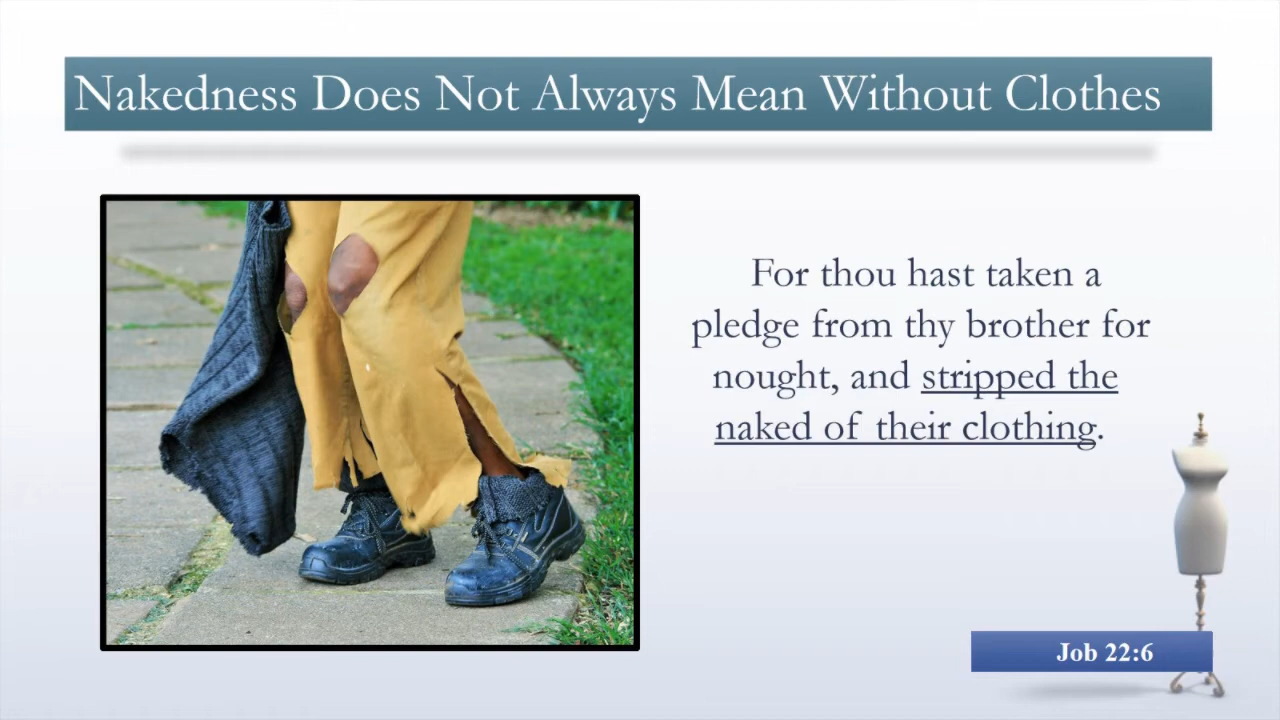 Nakedness Does Not Always Mean Without Clothes
For thou hast taken a
pledge from thy brother for
nought, and stripped the
naked of their clothing.
Job 22:6